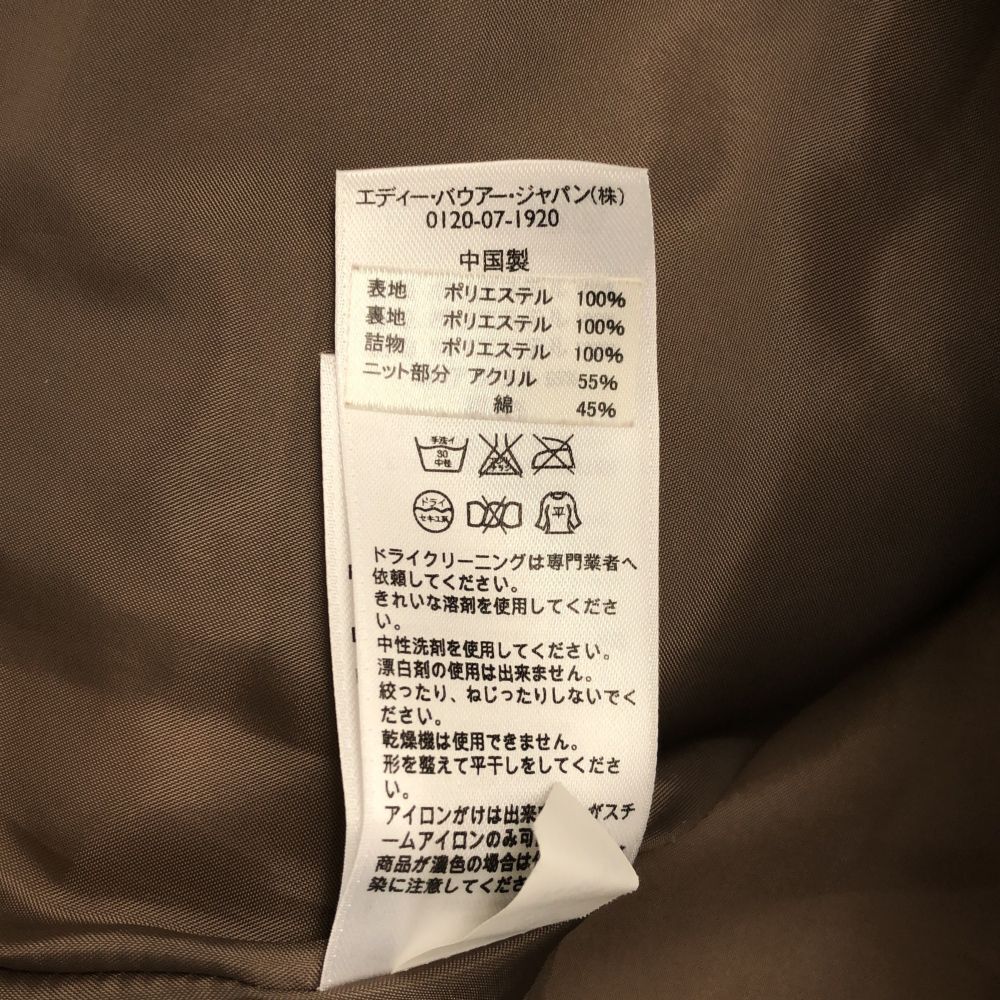 エディー・バウアー・ジャパン(株)
0120-07-1920
中国製
表地 ポリエステル 100%
裏地 ポリエステル 100%
詰物 ポリエステル 100%
ニット部分 アクリル 55%
綿 45%
手洗イ
30
中性
ドライ
セキユ系
平
ドライクリーニングは専門業者へ
依頼してください。
きれいな溶剤を使用してくださ
い。
中性洗剤を使用してください。
漂白剤の使用は出来ません。
絞ったり、ねじったりしないでく
ださい。
乾燥機は使用できません。
形を整えて平干しをしてくださ
い。
アイロンがけは出来 がスチ
ームアイロンのみ可
商品が濃色の場合は
染に注意してくださ